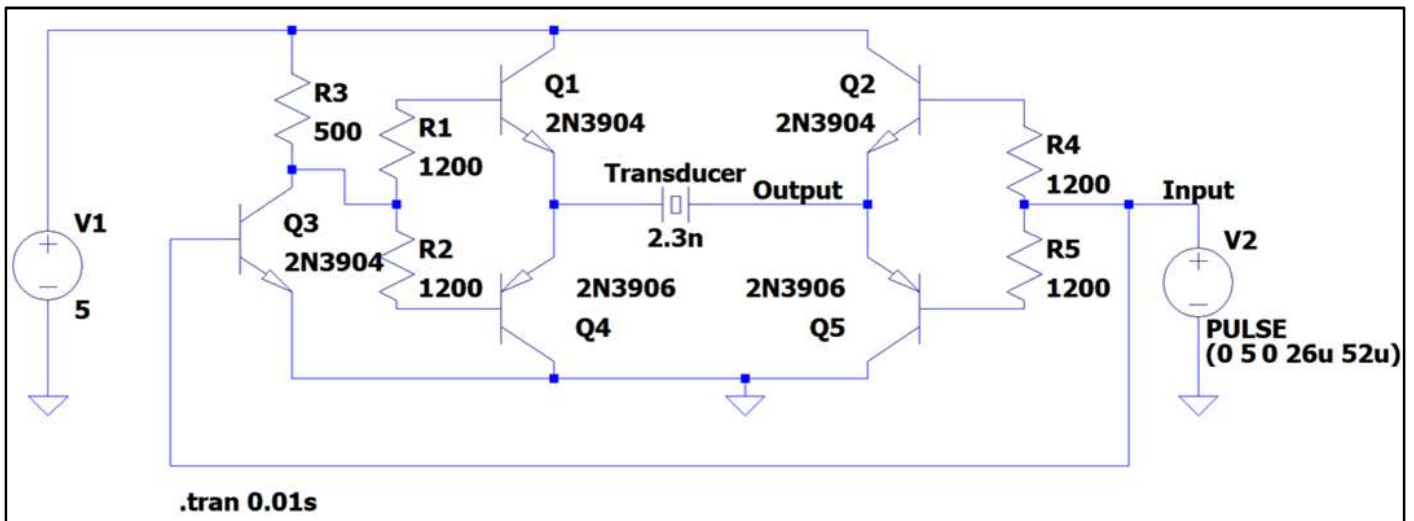 R3
500
R1
1200
Q1
2N3904
Q2
2N3904
R4
1200
Transducer
Output
Input
2.3n
V1
5
Q3
2N3904
R2
1200
2N3906
Q4
2N3906
Q5
R5
1200
V2
PULSE
(0 5 0 26u 52u)
.tran 0.01s